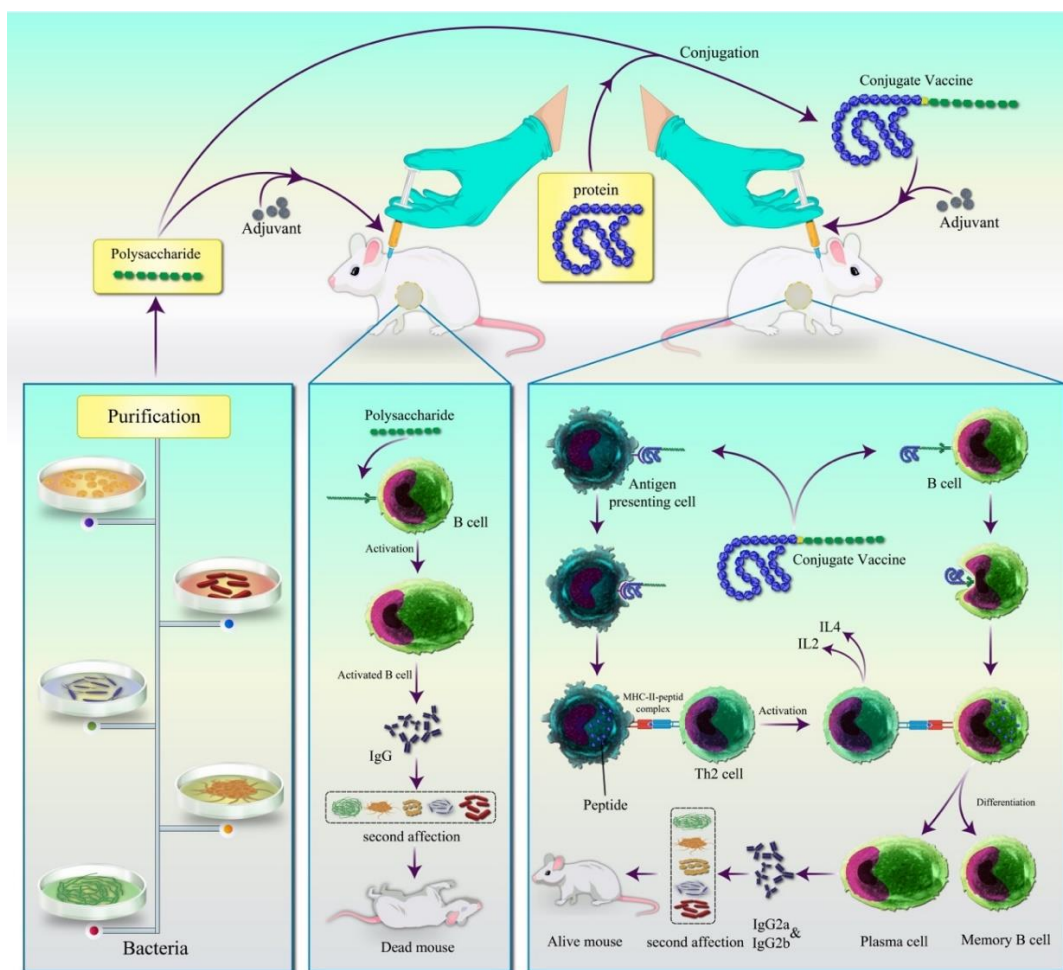 Conjugation
Conjugate Vaccine
protein
Adjuvant
Adjuvant
Polysaccharide
Purification
Bacteria
Polysaccharide
B cell
Activation
Activated B cell
IgG
second affection
Dead mouse
Antigen
presenting cell
B cell
Conjugate Vaccine
IL4
IL2
MHC-II-peptid
complex
Activation
Th2 cell
Peptide
Differentiation
Alive mouse
second affection
IgG2a &
IgG2b
Plasma cell
Memory B cell